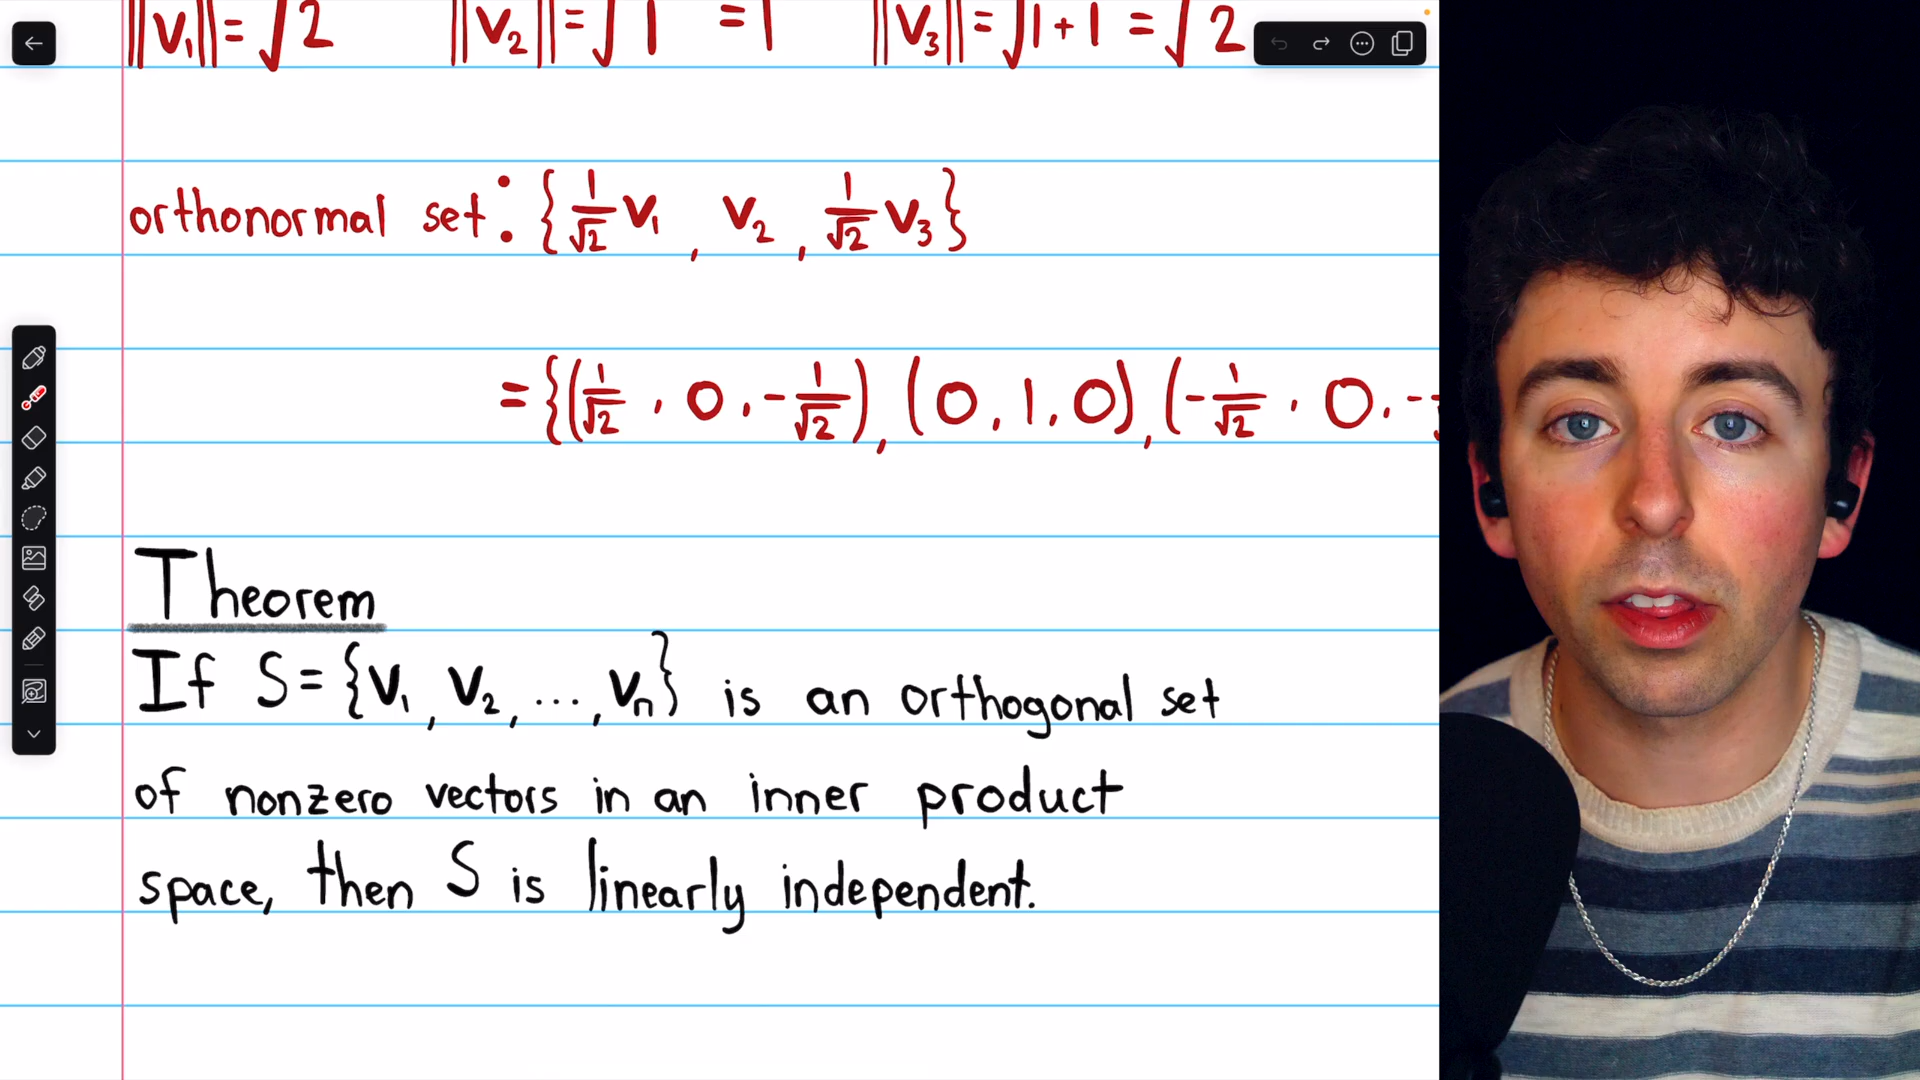 ||v₁|| = √2 ||v₂|| = √1 = 1 ||v₃|| = √1+1 = √2
orthonormal set: {1/√2 v₁, v₂, 1/√2 v₃}
= {(1/√2, 0, -1/√2), (0, 1, 0), (-1/√2, 0, -
Theorem
If S = {v₁, v₂, ..., vₙ} is an orthogonal set
of nonzero vectors in an inner product
space, then S is linearly independent.